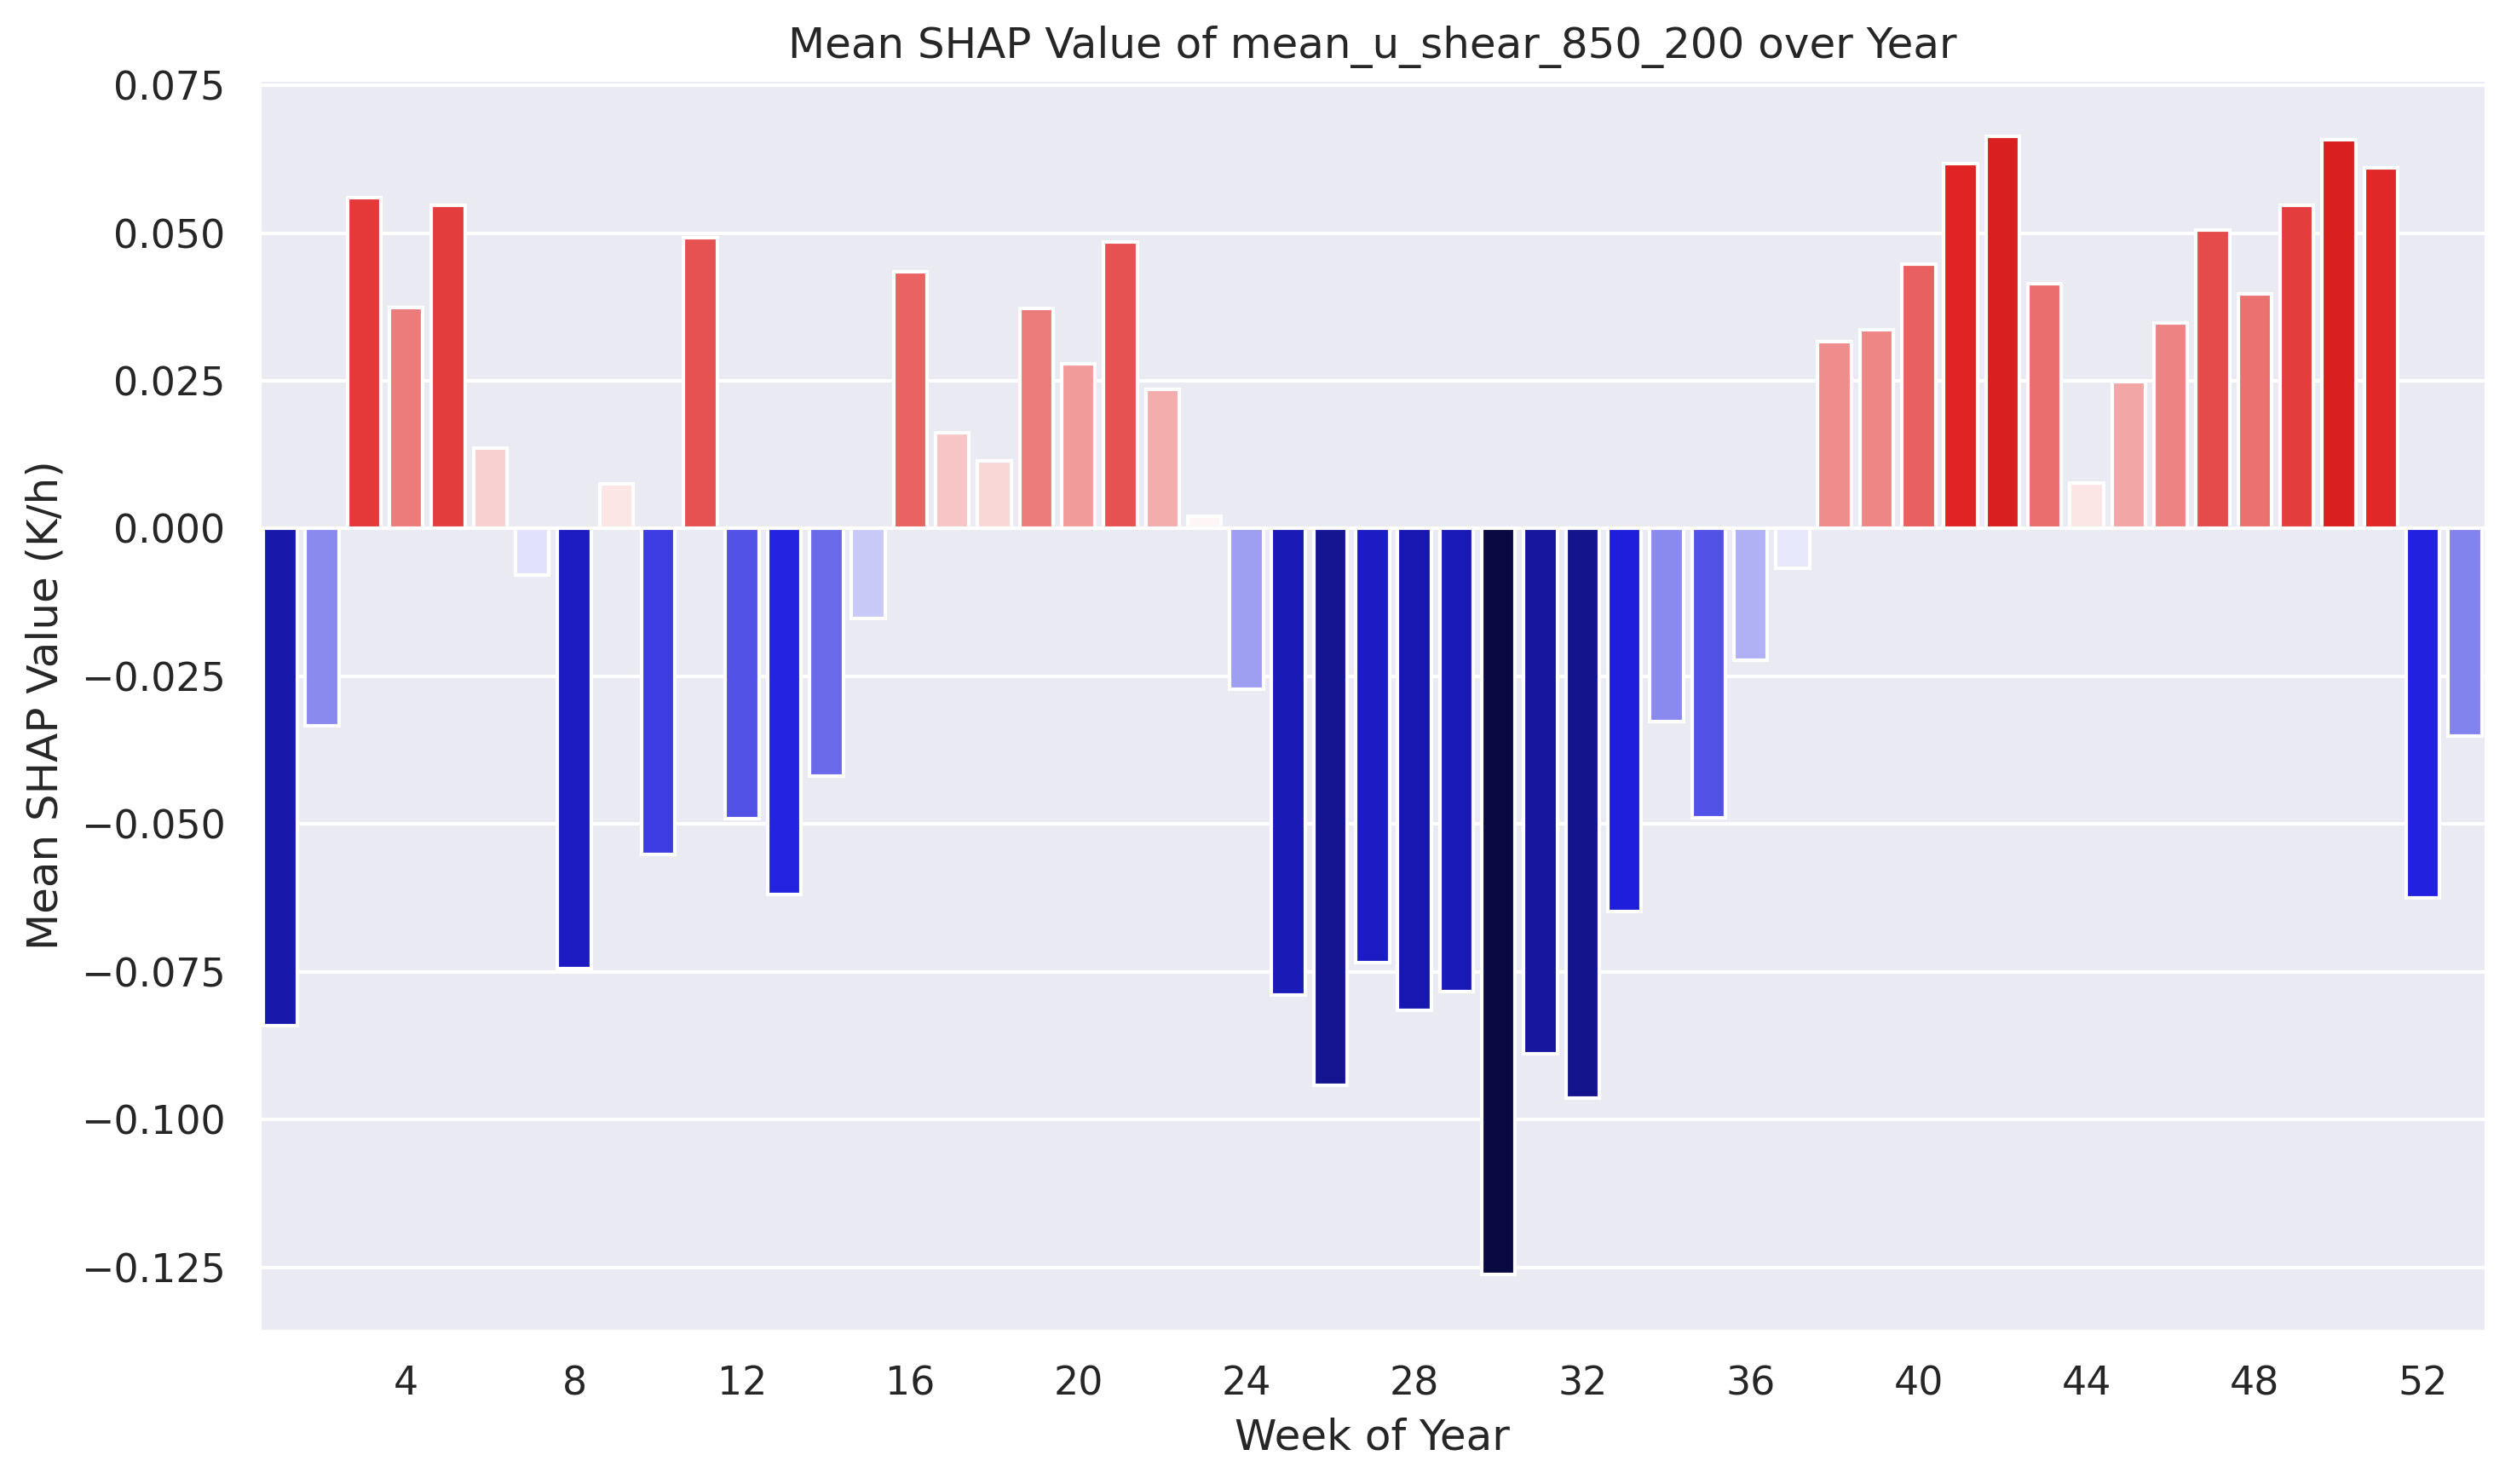 Mean SHAP Value of mean_u_shear_850_200 over Year
Mean SHAP Value (K/h)
0.075
0.050
0.025
0.000
−0.025
−0.050
−0.075
−0.100
−0.125
4 8 12 16 20 24 28 32 36 40 44 48 52
Week of Year